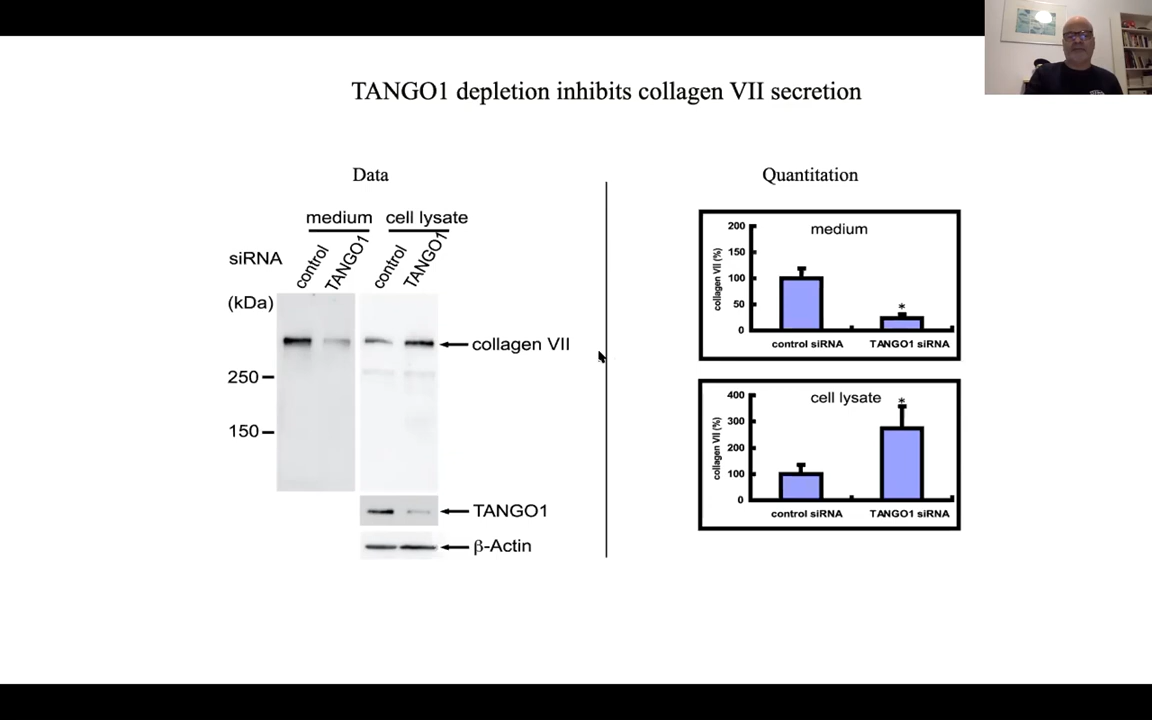 TANGO1 depletion inhibits collagen VII secretion
Data
medium cell lysate
siRNA control TANGO1 control TANGO1
(kDa)
collagen VII
250
150
TANGO1
β-Actin
Quantitation
medium
collagen VII (%)
200
150
100
50
0
*
control siRNA TANGO1 siRNA
cell lysate
collagen VII (%)
400
300
200
100
0
*
control siRNA TANGO1 siRNA